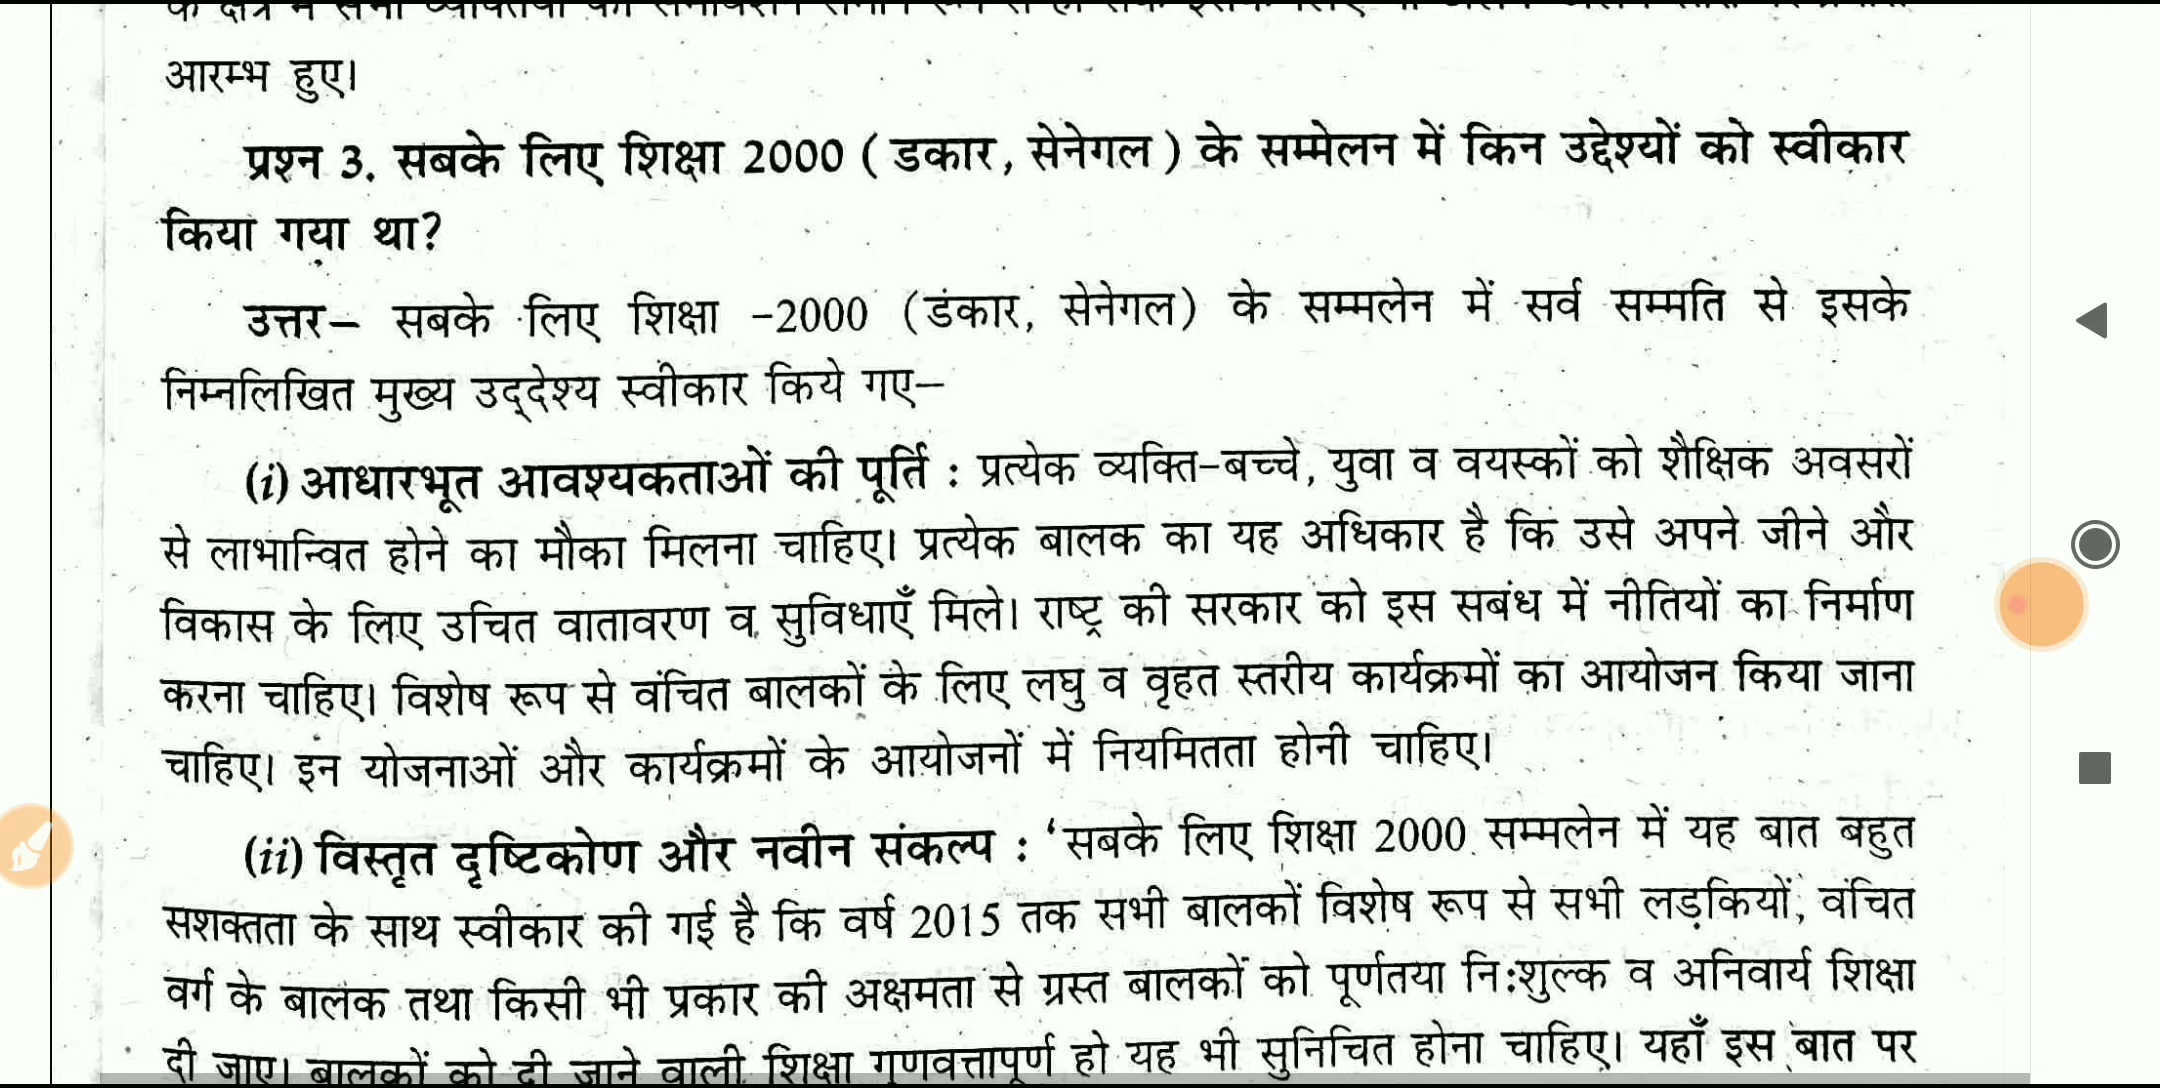 आरम्भ हुए।
प्रश्न 3. सबके लिए शिक्षा 2000 ( डकार, सेनेगल ) के सम्मेलन में किन उद्देश्यों को स्वीकार
किया गया था?
उत्तर– सबके लिए शिक्षा -2000 (डंकार, सेनेगल) के सम्मलेन में सर्व सम्मति से इसके
निम्नलिखित मुख्य उद्‌देश्य स्वीकार किये गए–
(i) आधारभूत आवश्यकताओं की पूर्ति : प्रत्येक व्यक्ति-बच्चे, युवा व वयस्कों को शैक्षिक अवसरों
से लाभान्वित होने का मौका मिलना चाहिए। प्रत्येक बालक का यह अधिकार है कि उसे अपने जीने और
विकास के लिए उचित वातावरण व सुविधाएँ मिले। राष्ट्र की सरकार को इस सबंध में नीतियों का निर्माण
करना चाहिए। विशेष रूप से वंचित बालकों के लिए लघु व वृहत स्तरीय कार्यक्रमों का आयोजन किया जाना
चाहिए। इन योजनाओं और कार्यक्रमों के आयोजनों में नियमितता होनी चाहिए।
(ii) विस्तृत दृष्टिकोण और नवीन संकल्प : ‘सबके लिए शिक्षा 2000 सम्मलेन में यह बात बहुत
सशक्तता के साथ स्वीकार की गई है कि वर्ष 2015 तक सभी बालकों विशेष रूप से सभी लड़कियों, वंचित
वर्ग के बालक तथा किसी भी प्रकार की अक्षमता से ग्रस्त बालकों को पूर्णतया नि:शुल्क व अनिवार्य शिक्षा
दी जाए। बालकों को दी जाने वाली शिक्षा गुणवत्तापूर्ण हो यह भी सुनिचित होना चाहिए। यहाँ इस बात पर